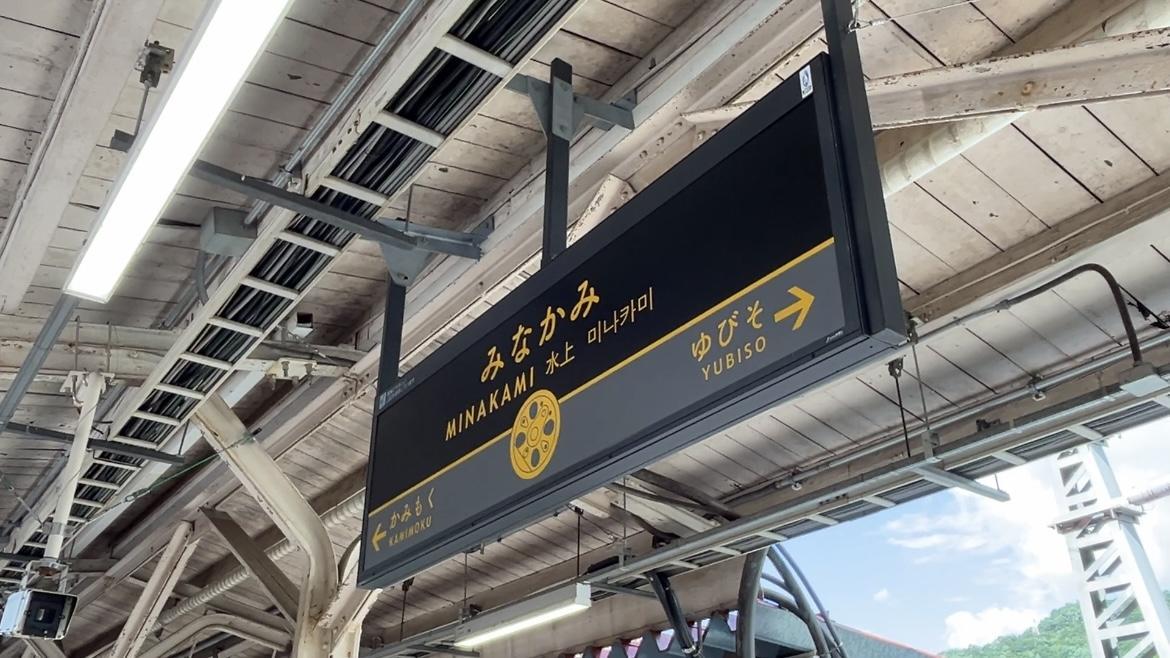 みなかみ
MINAKAMI 水上 미나카미
ゆびそ →
YUBISO
← かみもく
KAMIMOKU